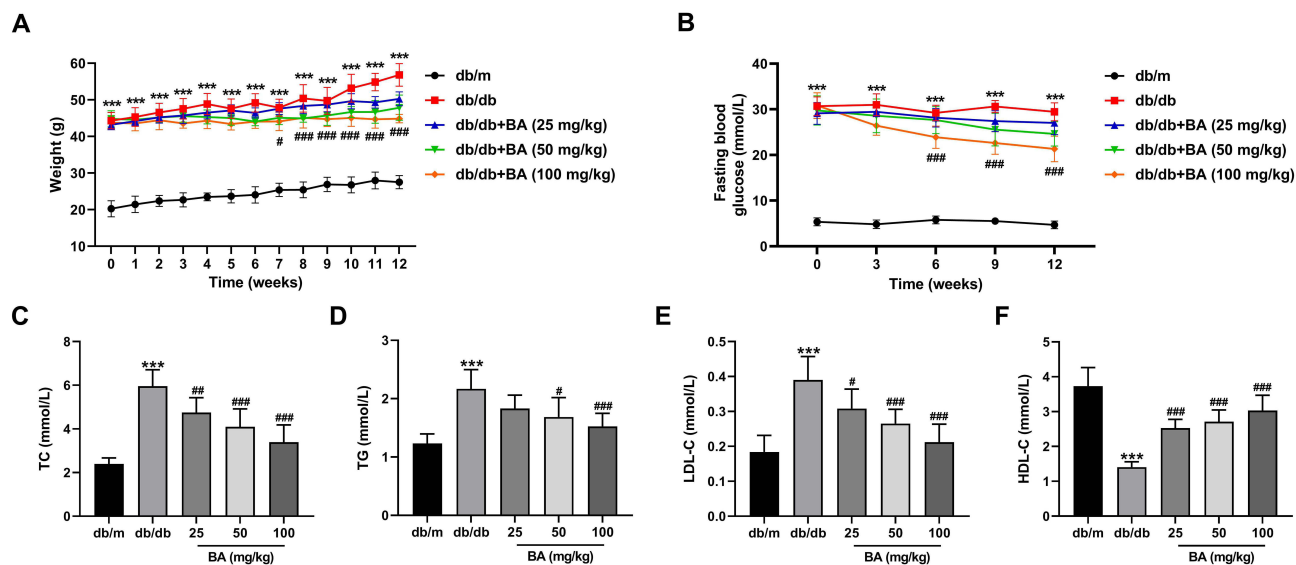 A
Weight (g)
60
50
40
30
20
10
*** *** *** *** *** *** *** *** *** *** *** *** ***
# ### ### ### ### ###
0 1 2 3 4 5 6 7 8 9 10 11 12
Time (weeks)
db/m
db/db
db/db+BA (25 mg/kg)
db/db+BA (50 mg/kg)
db/db+BA (100 mg/kg)
B
Fasting blood
glucose (mmol/L)
40
30
20
10
0
*** *** *** *** ***
### ### ###
0 3 6 9 12
Time (weeks)
db/m
db/db
db/db+BA (25 mg/kg)
db/db+BA (50 mg/kg)
db/db+BA (100 mg/kg)
C
TC (mmol/L)
8
6
4
2
0
*** ## ### ###
db/m db/db 25 50 100
BA (mg/kg)
D
TG (mmol/L)
3
2
1
0
*** # ###
db/m db/db 25 50 100
BA (mg/kg)
E
LDL-C (mmol/L)
0.5
0.4
0.3
0.2
0.1
0.0
*** # ### ###
db/m db/db 25 50 100
BA (mg/kg)
F
HDL-C (mmol/L)
5
4
3
2
1
0
*** ### ### ###
db/m db/db 25 50 100
BA (mg/kg)